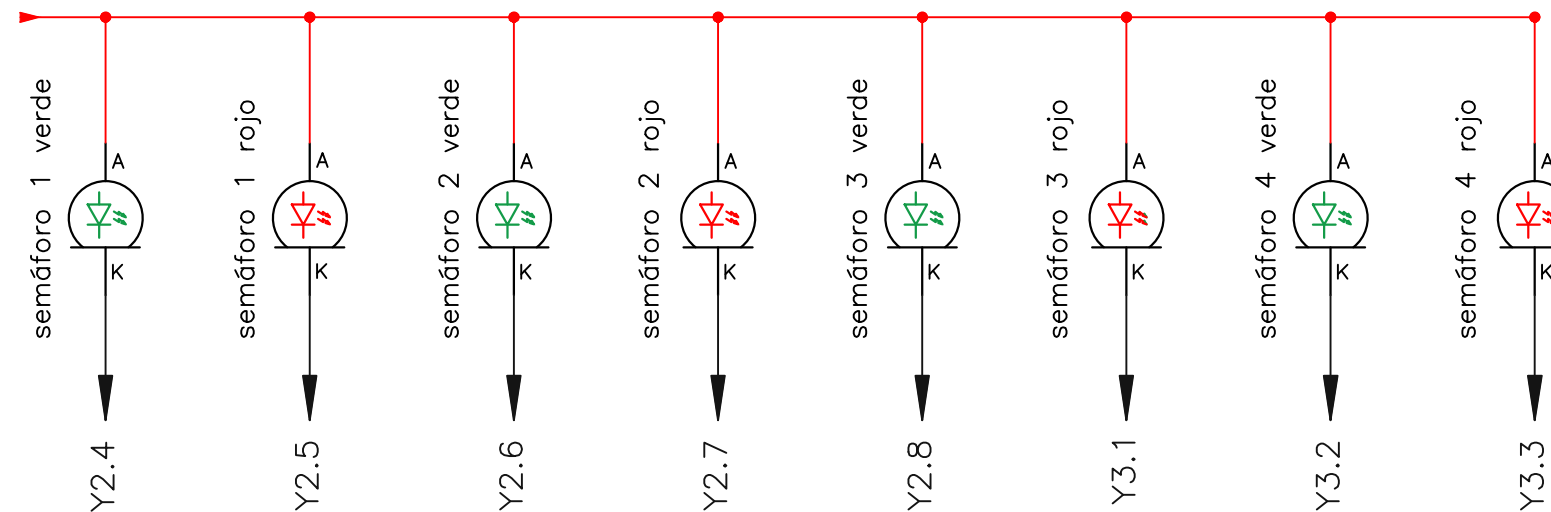 semáforo 1 verde
A
K
Y2.4
semáforo 1 rojo
A
K
Y2.5
semáforo 2 verde
A
K
Y2.6
semáforo 2 rojo
A
K
Y2.7
semáforo 3 verde
A
K
Y2.8
semáforo 3 rojo
A
K
Y3.1
semáforo 4 verde
A
K
Y3.2
semáforo 4 rojo
A
K
Y3.3